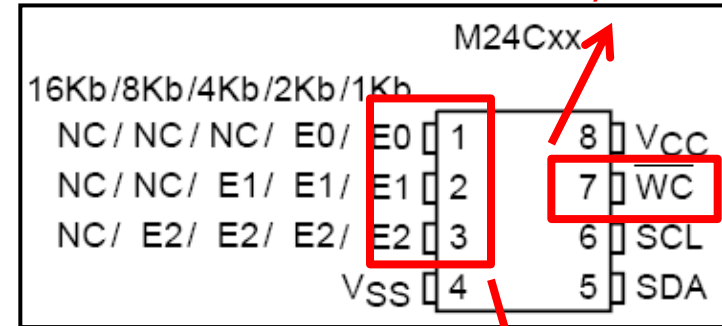 M24Cxx
16Kb/8Kb/4Kb/2Kb/1Kb
NC/ NC/ NC/ E0/ E0 1 8 VCC
NC/ NC/ E1/ E1/ E1 2 7 W̅C̅
NC/ E2/ E2/ E2/ E2 3 6 SCL
VSS 4 5 SDA